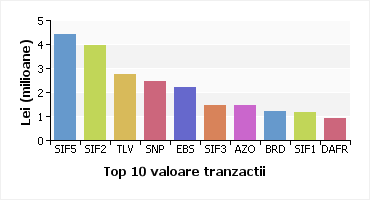 5
4
3
2
1
0
Lei (milioane)
SIF5 SIF2 TLV SNP EBS SIF3 AZO BRD SIF1 DAFR
Top 10 valoare tranzactii